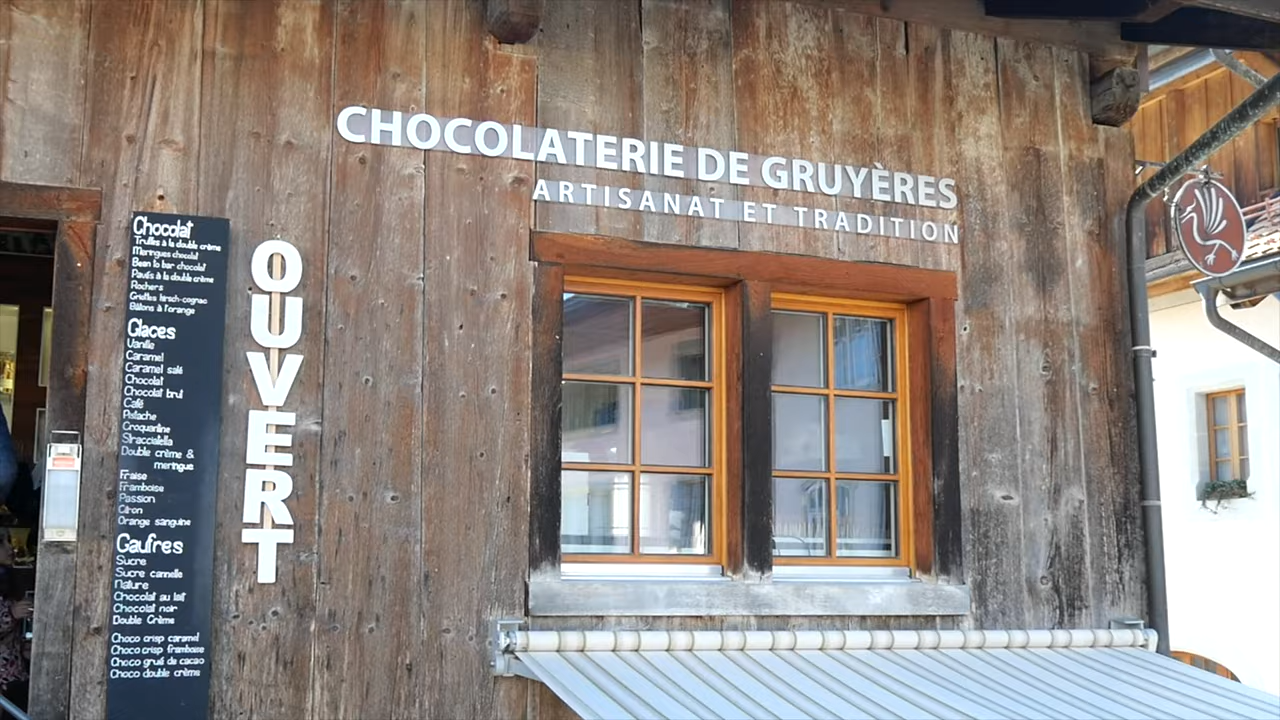 CHOCOLATERIE DE GRUYÈRES
ARTISANAT ET TRADITION
OUVERT
Chocolat
Truffes à la double crème
Meringues chocolat
Bean to bar chocolat
Pavés à la double crème
Rochers
Griottes kirsch-cognac
Bâtons à l'orange
Glaces
Vanille
Caramel
Caramel salé
Chocolat
Chocolat brut
Café
Pistache
Croquantine
Stracciatella
Double crème &
meringue
Fraise
Framboise
Passion
Citron
Orange sanguine
Gaufres
Sucre
Sucre cannelle
Nature
Chocolat au lait
Chocolat noir
Double Crème
Choco crisp caramel
Choco crisp framboise
Choco grué de cacao
Choco double crème